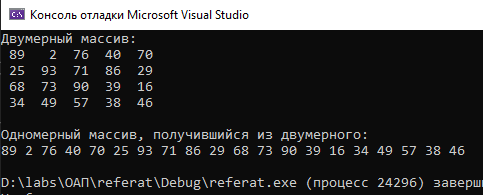 Консоль отладки Microsoft Visual Studio
Двумерный массив:
89 2 76 40 70
25 93 71 86 29
68 73 90 39 16
34 49 57 38 46
Одномерный массив, получившийся из двумерного:
89 2 76 40 70 25 93 71 86 29 68 73 90 39 16 34 49 57 38 46
D:\labs\ОАП\referat\Debug\referat.exe (процесс 24296) заверш